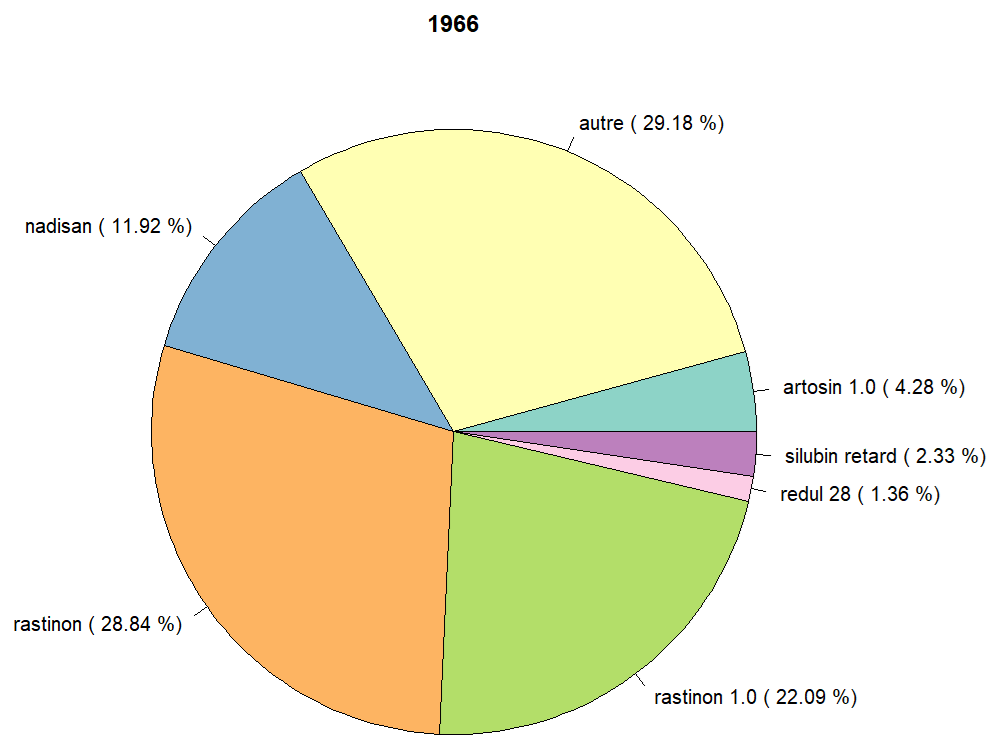 1966
autre ( 29.18 %)
nadisan ( 11.92 %)
artosin 1.0 ( 4.28 %)
silubin retard ( 2.33 %)
redul 28 ( 1.36 %)
rastinon ( 28.84 %)
rastinon 1.0 ( 22.09 %)